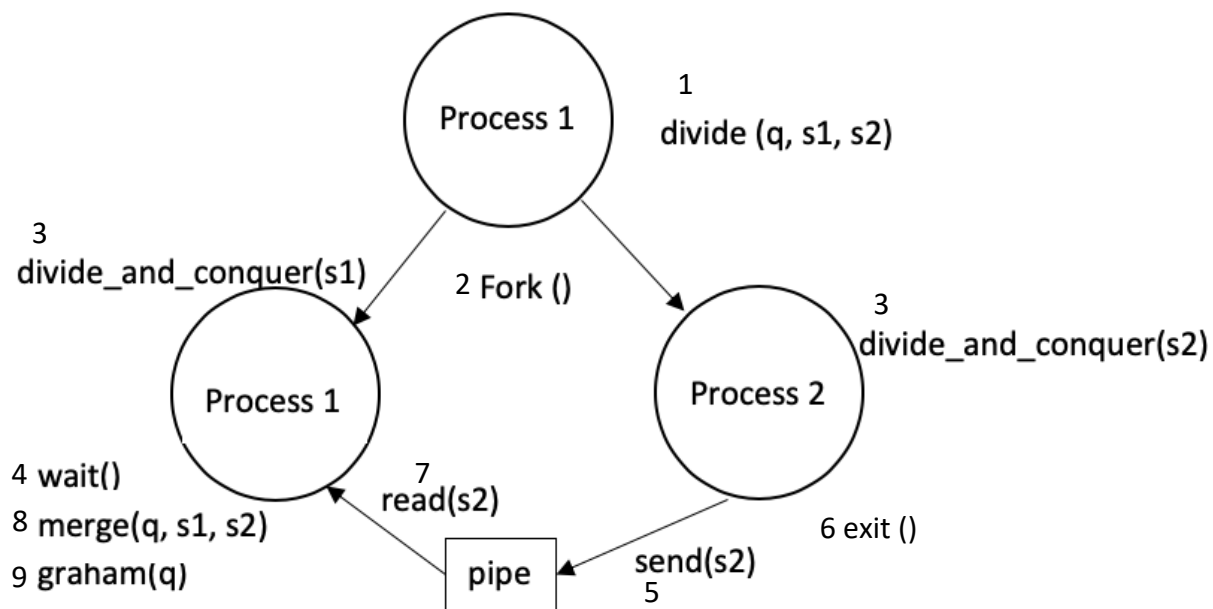 1
Process 1
divide (q, s1, s2)
3
divide_and_conquer(s1)
2 Fork ()
3
divide_and_conquer(s2)
Process 1
Process 2
4 wait()
7
read(s2)
8 merge(q, s1, s2)
6 exit ()
9 graham(q)
pipe
send(s2)
5